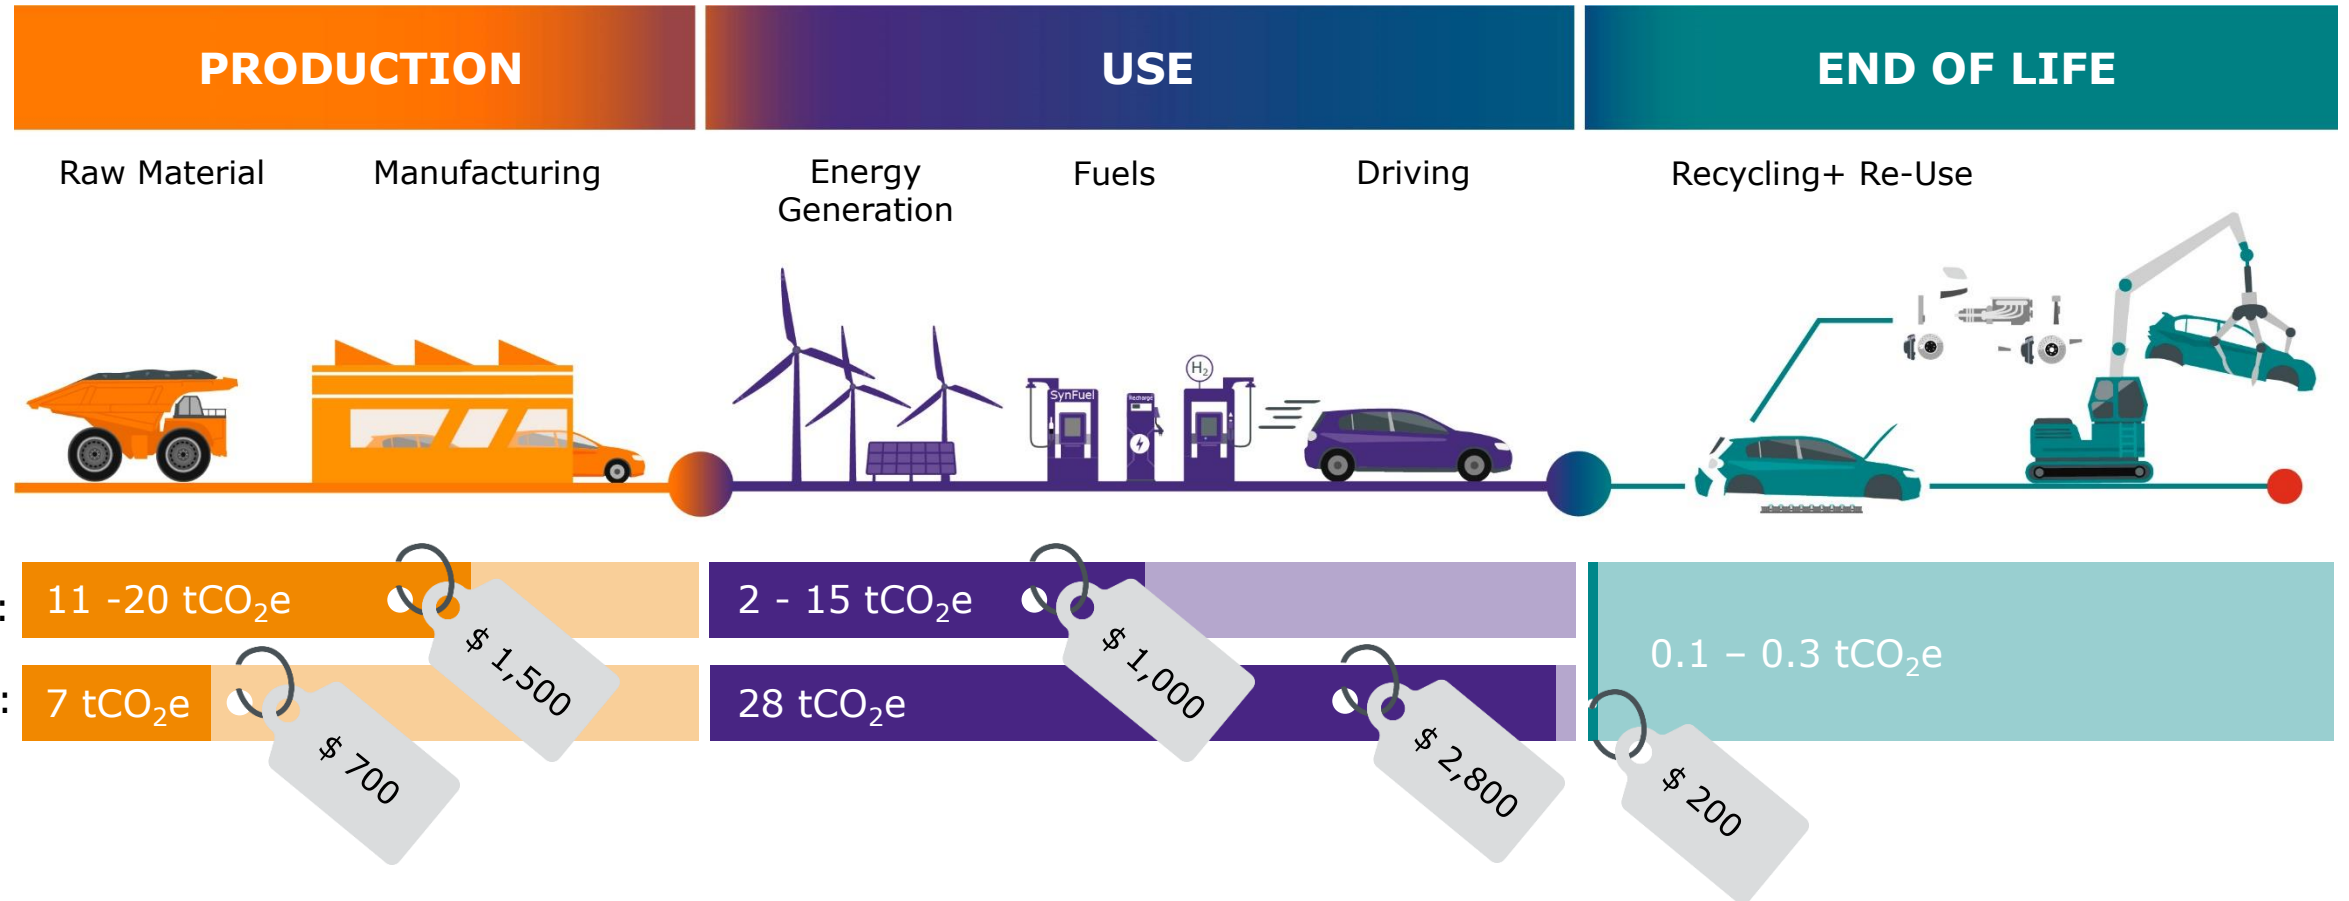 PRODUCTION
USE
END OF LIFE
Raw Material
Manufacturing
Energy
Generation
Fuels
Driving
Recycling+ Re-Use
SynFuel
Recharge
H₂
: 11 -20 tCO₂e
$ 1,500
2 - 15 tCO₂e
$ 1,000
0.1 – 0.3 tCO₂e
$ 200
: 7 tCO₂e
$ 700
28 tCO₂e
$ 2,800